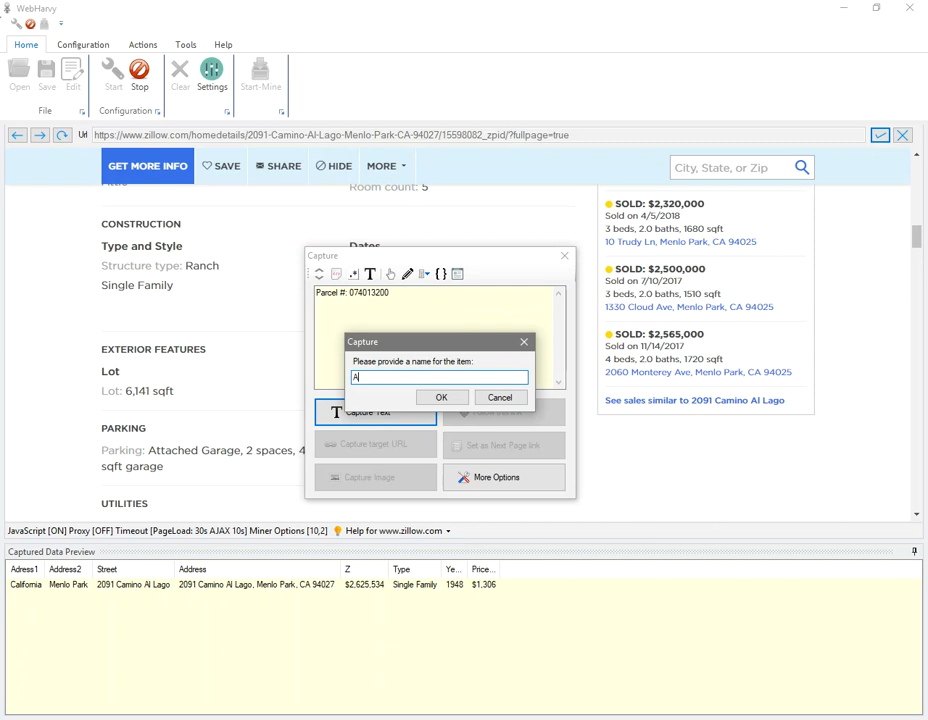 WebHarvy
Home Configuration Actions Tools Help
Open Save Edit Start Stop Clear Settings Start-Mine
File Configuration
Url https://www.zillow.com/homedetails/2091-Camino-Al-Lago-Menlo-Park-CA-94027/15598082_zpid/?fullpage=true
GET MORE INFO SAVE SHARE HIDE MORE City, State, or Zip
Room count: 5
CONSTRUCTION
Type and Style Dates
Structure type: Ranch
Single Family
EXTERIOR FEATURES
Lot
Lot: 6,141 sqft
PARKING
Parking: Attached Garage, 2 spaces, 4
sqft garage
UTILITIES
SOLD: $2,320,000
Sold on 4/5/2018
3 beds, 2.0 baths, 1680 sqft
10 Trudy Ln, Menlo Park, CA 94025
SOLD: $2,500,000
Sold on 7/10/2017
3 beds, 2.0 baths, 1510 sqft
1330 Cloud Ave, Menlo Park, CA 94025
SOLD: $2,565,000
Sold on 11/14/2017
4 beds, 2.0 baths, 1720 sqft
2060 Monterey Ave, Menlo Park, CA 94025
See sales similar to 2091 Camino Al Lago
Capture
T { }
Parcel #: 074013200
Capture
Please provide a name for the item:
A
OK Cancel
T Capture Text Follow this link
Capture target URL Set as Next Page link
Capture Image More Options
JavaScript [ON] Proxy [OFF] Timeout [PageLoad: 30s AJAX 10s] Miner Options [10,2] Help for www.zillow.com
Captured Data Preview
Adress1 Address2 Street Address Z Type Ye... Price...
California Menlo Park 2091 Camino Al Lago 2091 Camino Al Lago, Menlo Park, CA 94027 $2,625,534 Single Family 1948 $1,306